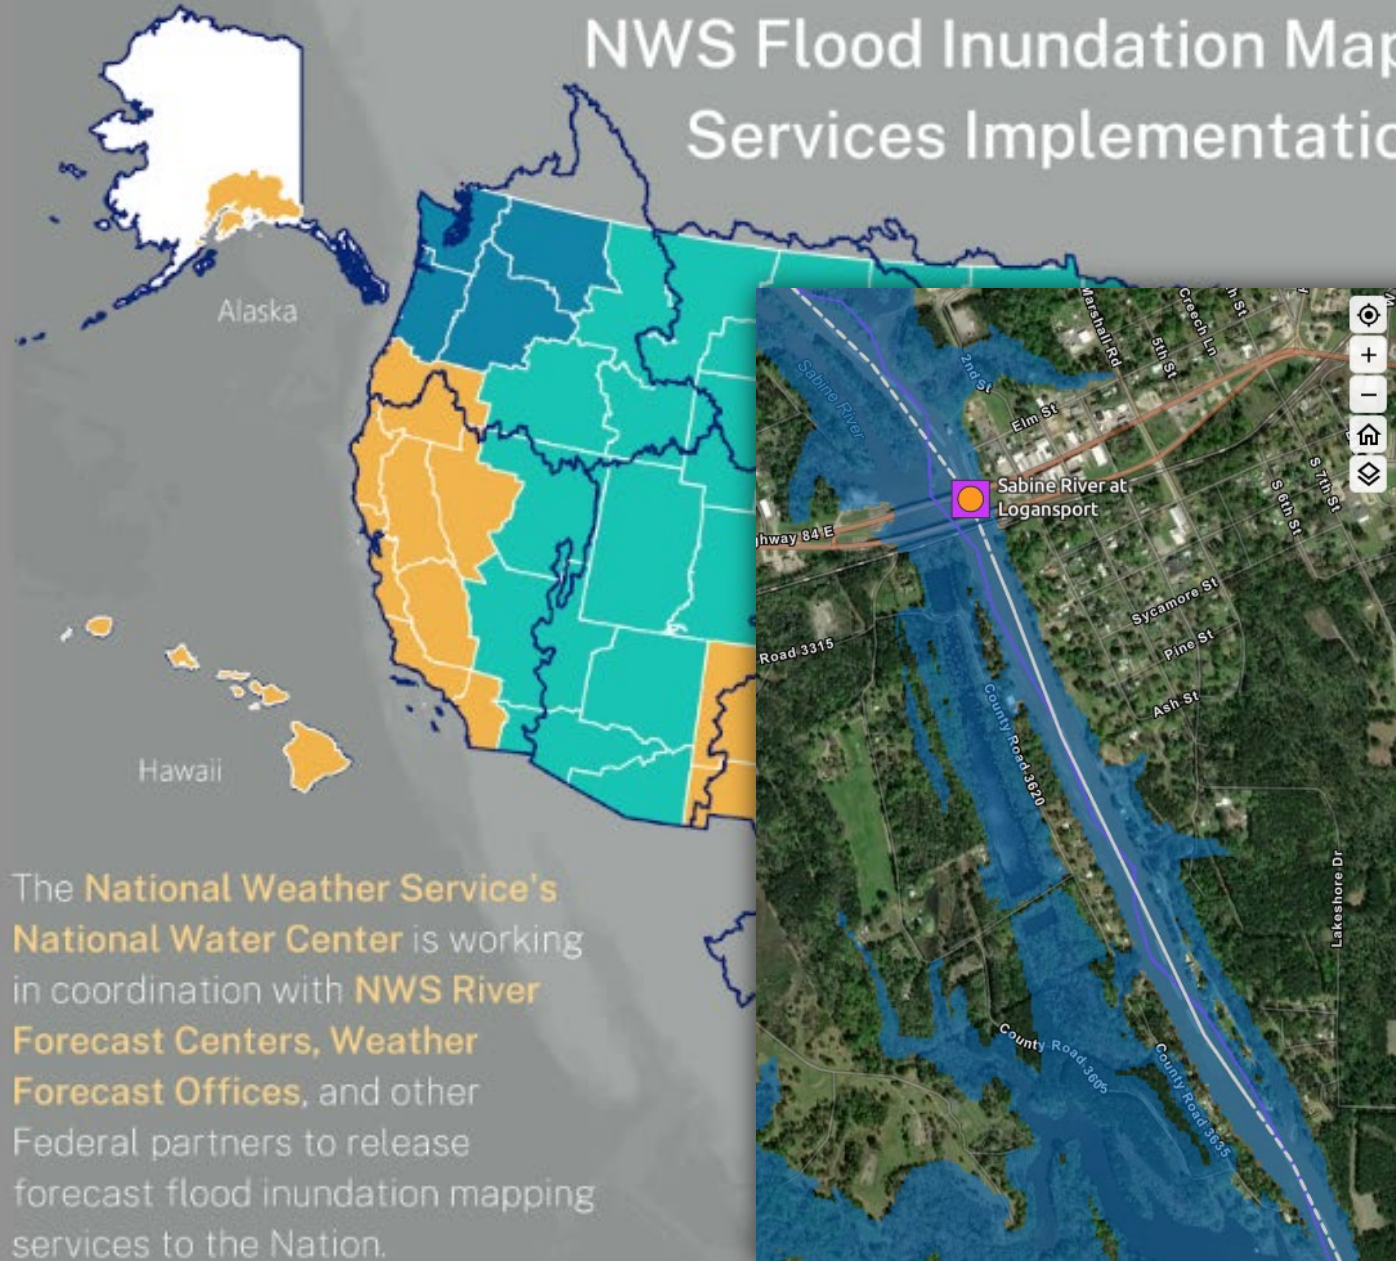 NWS Flood Inundation Map
Services Implementatio
Alaska
Hawaii
The National Weather Service's
National Water Center is working
in coordination with NWS River
Forecast Centers, Weather
Forecast Offices, and other
Federal partners to release
forecast flood inundation mapping
services to the Nation.
Sabine River
2nd St
Marshall Rd
Creech Ln
h St
5th St
Elm St
Sabine River at
Logansport
S 7th St
S 6th St
ghway 84 E
Road 3315
Sycamore St
Pine St
Ash St
County Road 3620
Lakeshore Dr
County Road 3605
County Road 3635